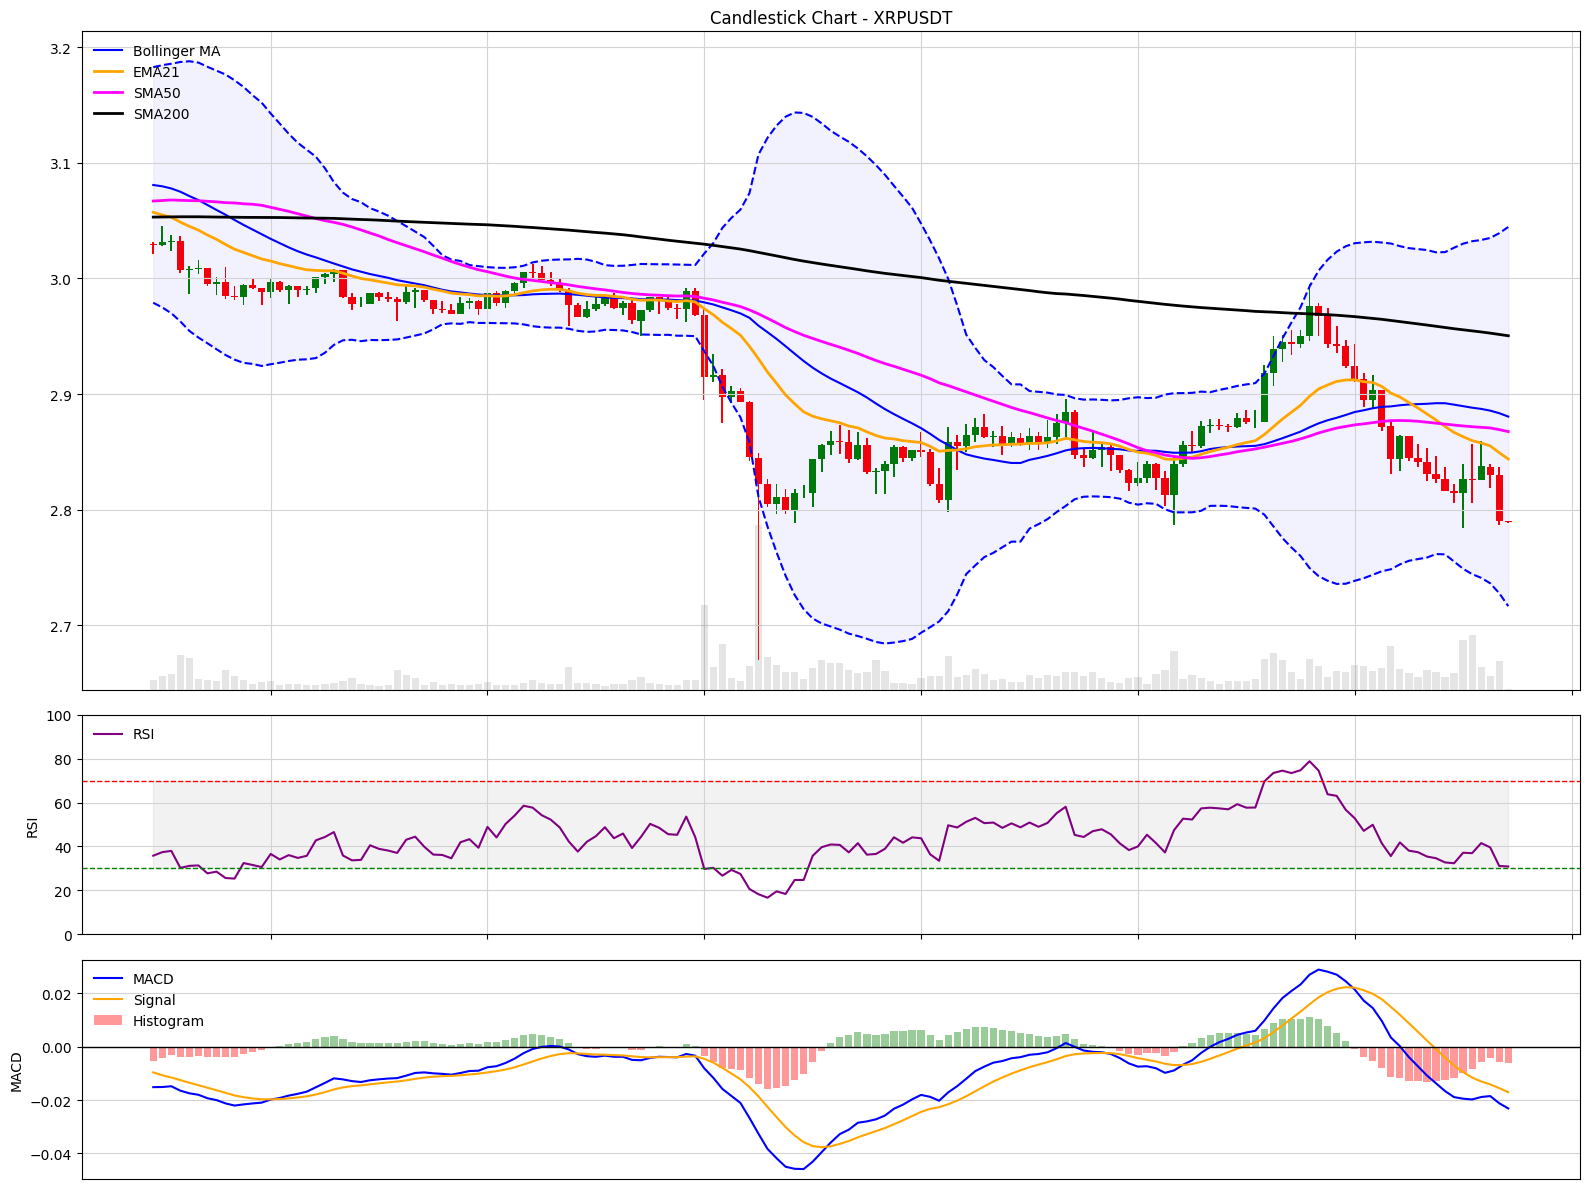 Candlestick Chart - XRPUSDT
Bollinger MA
EMA21
SMA50
SMA200
3.2
3.1
3.0
2.9
2.8
2.7
RSI
100
80
60
40
20
0
RSI
MACD
Signal
Histogram
0.02
0.00
−0.02
−0.04
MACD